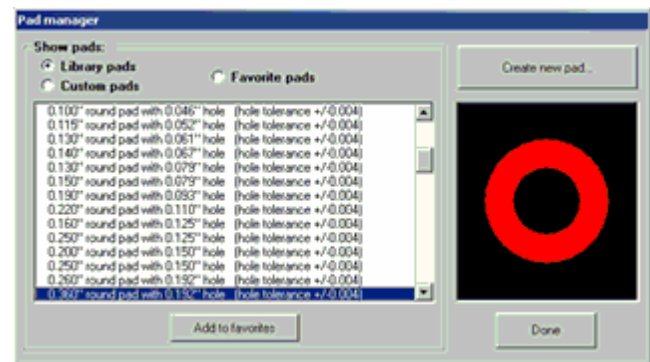 Pad manager
Show pads:
Library pads
Custom pads
Favorite pads
Create new pad...
0.100" round pad with 0.046" hole (hole tolerance +/-0.004)
0.115" round pad with 0.052" hole (hole tolerance +/-0.004)
0.130" round pad with 0.061" hole (hole tolerance +/-0.004)
0.140" round pad with 0.067" hole (hole tolerance +/-0.004)
0.130" round pad with 0.079" hole (hole tolerance +/-0.004)
0.150" round pad with 0.079" hole (hole tolerance +/-0.004)
0.190" round pad with 0.093" hole (hole tolerance +/-0.004)
0.220" round pad with 0.110" hole (hole tolerance +/-0.004)
0.160" round pad with 0.125" hole (hole tolerance +/-0.004)
0.250" round pad with 0.125" hole (hole tolerance +/-0.004)
0.200" round pad with 0.150" hole (hole tolerance +/-0.004)
0.250" round pad with 0.150" hole (hole tolerance +/-0.004)
0.260" round pad with 0.192" hole (hole tolerance +/-0.004)
0.360" round pad with 0.192" hole (hole tolerance +/-0.004)
Add to favorites
Done